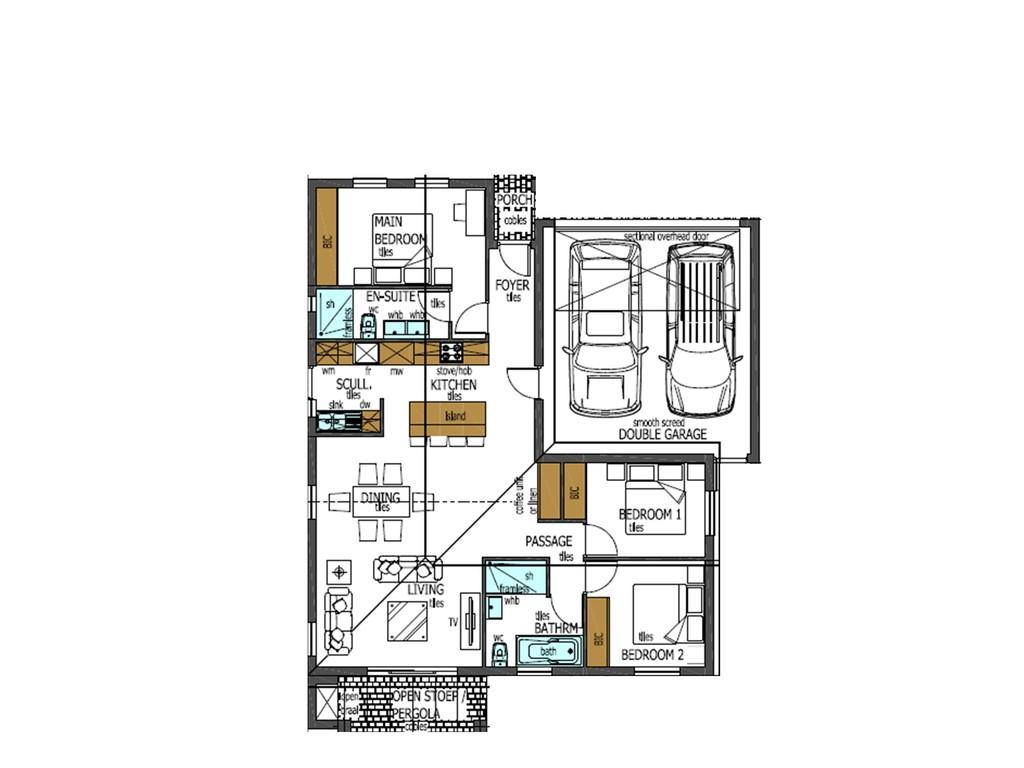 PORCH
cobles
MAIN
BEDROOM
tiles
BIC
sectional overhead door
FOYER
tiles
EN-SUITE
tiles
sh
frameless
wc
whb
whb
wm
fr
mw
stove/hob
SCULL.
tiles
KITCHEN
tiles
sink
dw
island
smooth screed
DOUBLE GARAGE
DINING
tiles
coffee unit
or linen
BIC
BEDROOM 1
tiles
PASSAGE
tiles
LIVING
tiles
TV
sh
frameless
whb
tiles
BATHRM
wc
bath
BIC
tiles
BEDROOM 2
open
braai
OPEN STOEP /
PERGOLA
cobles